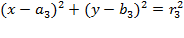 (x − a₃)² + (y − b₃)² = r₃²